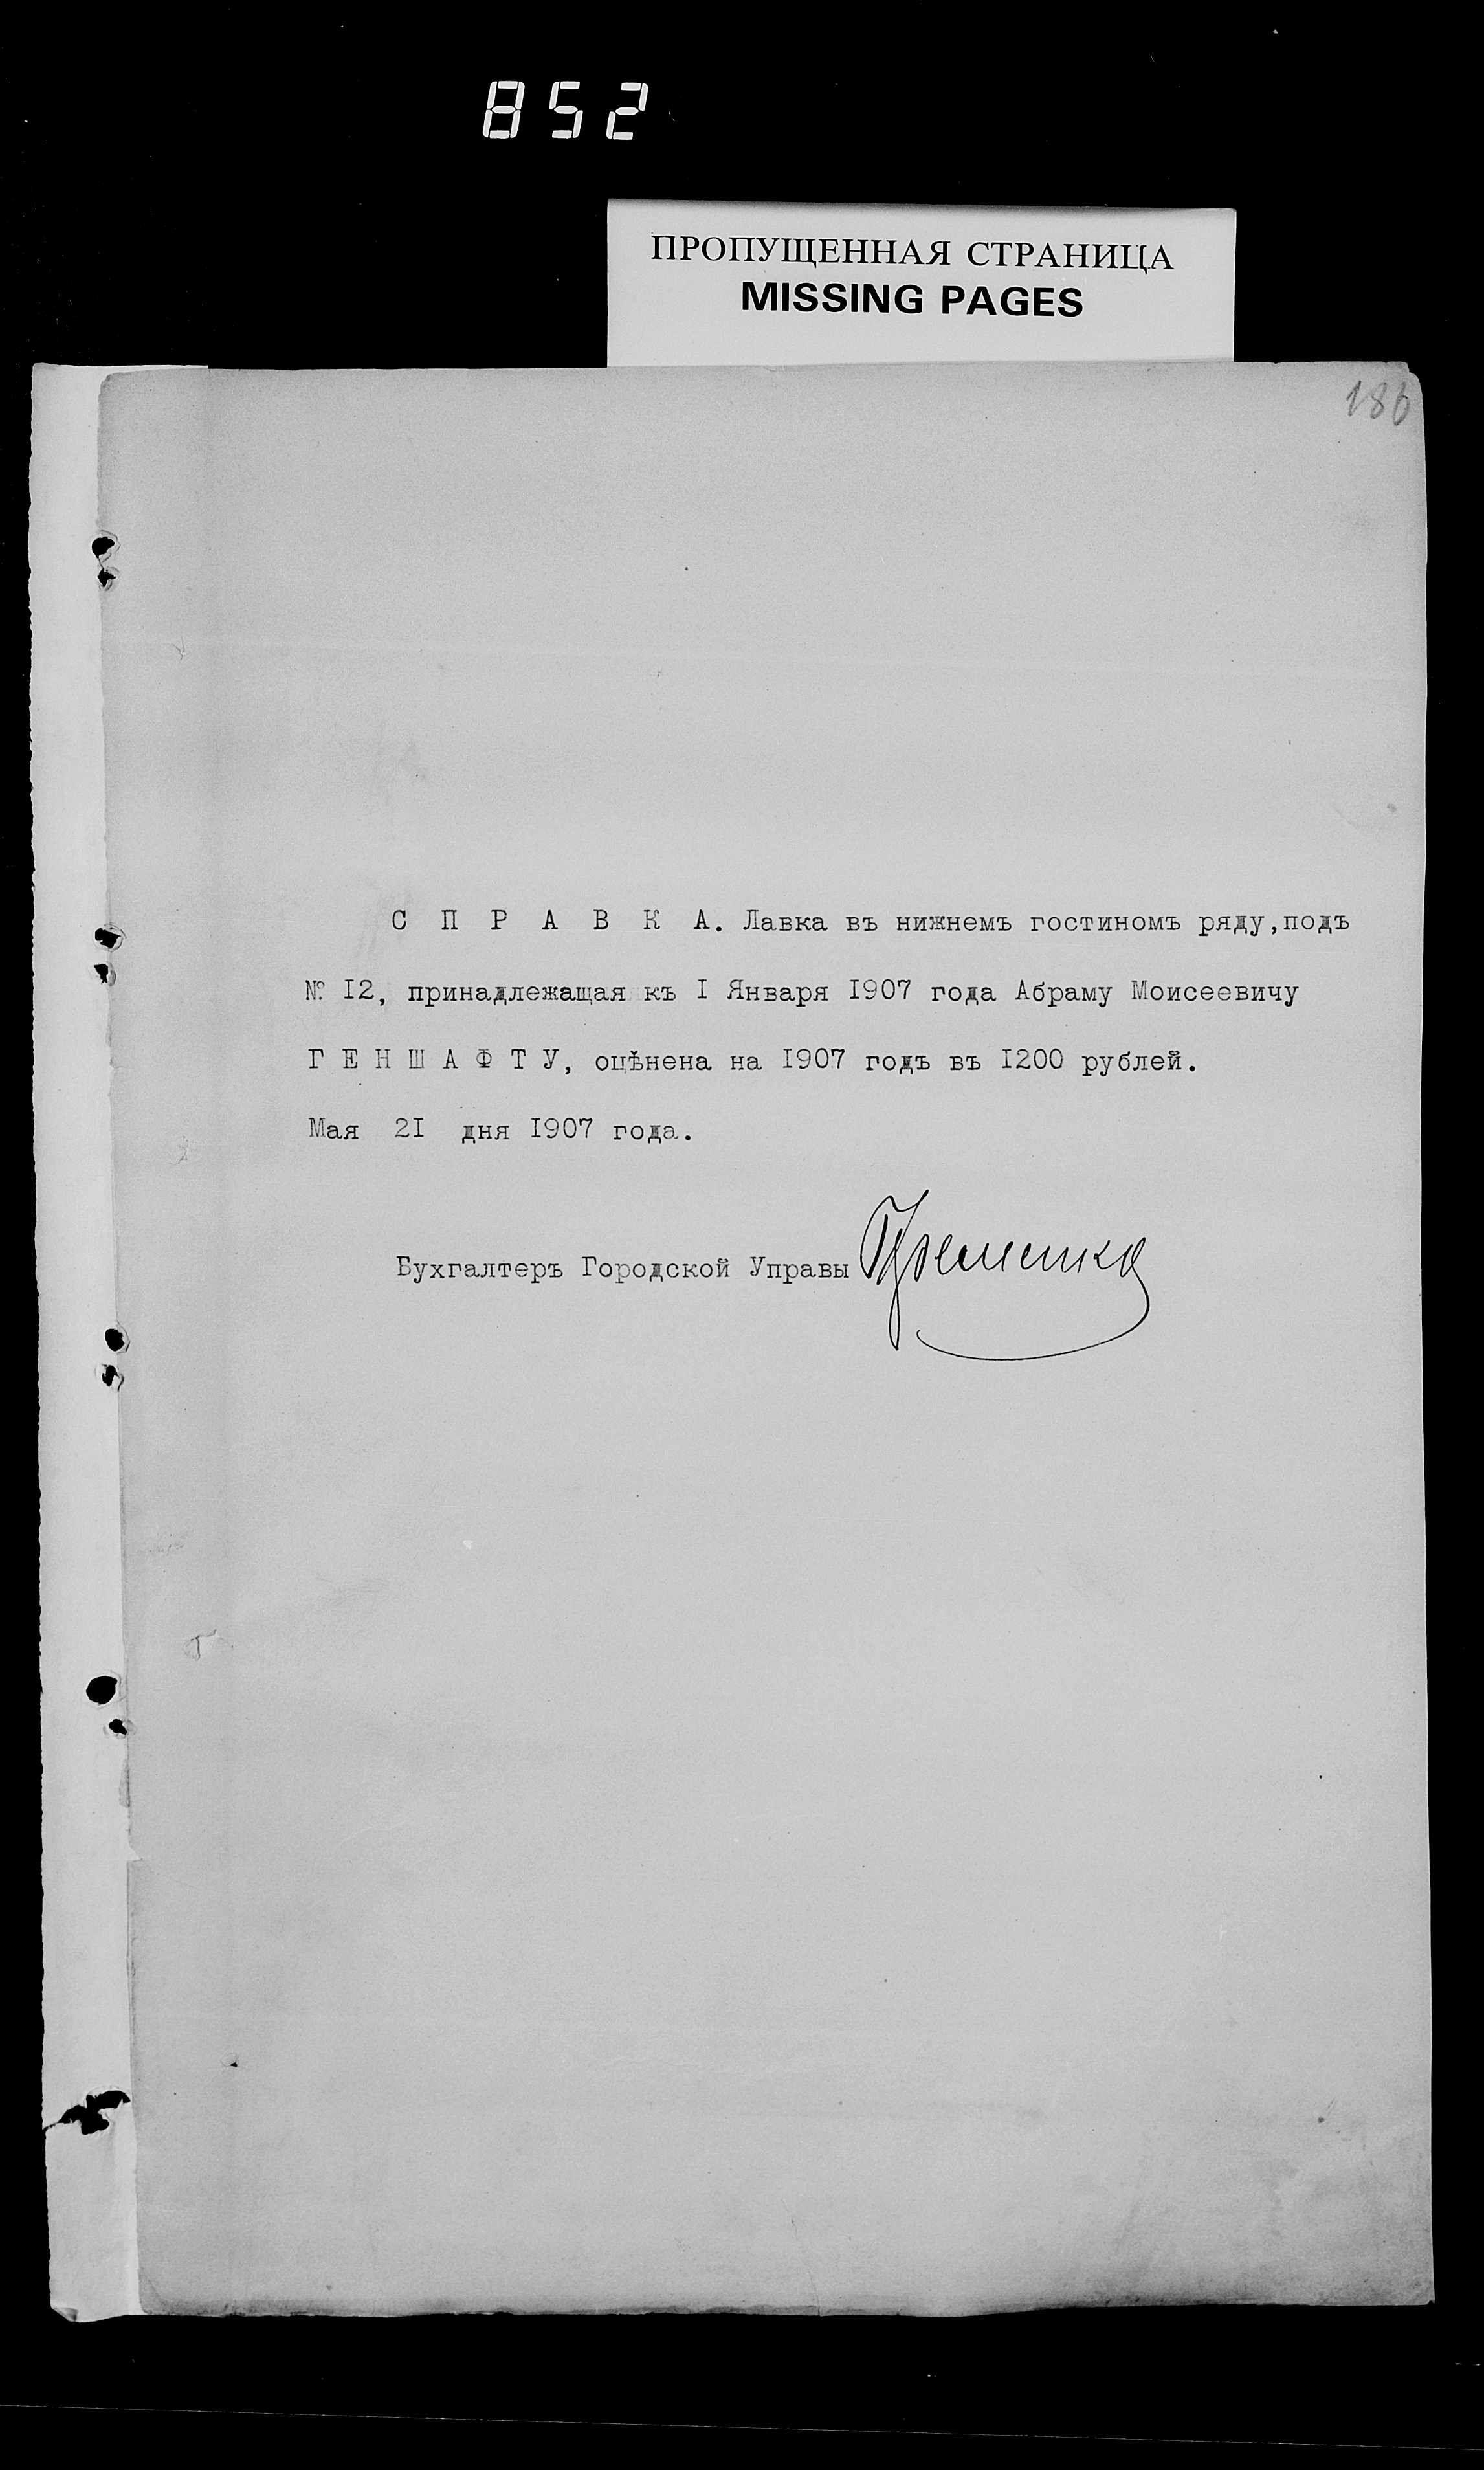 852
ПРОПУЩЕННАЯ СТРАНИЦА
MISSING PAGES
186
С П Р А В К А. Лавка въ нижнемъ гостиномъ ряду,подъ
№ I2, принадлежащая къ I Января I907 года Абраму Моисеевичу
Г Е Н Ш А Ф Т У, оцѣнена на I907 годъ въ I200 рублей.
Мая 2I дня I907 года.
Бухгалтеръ Городской Управы